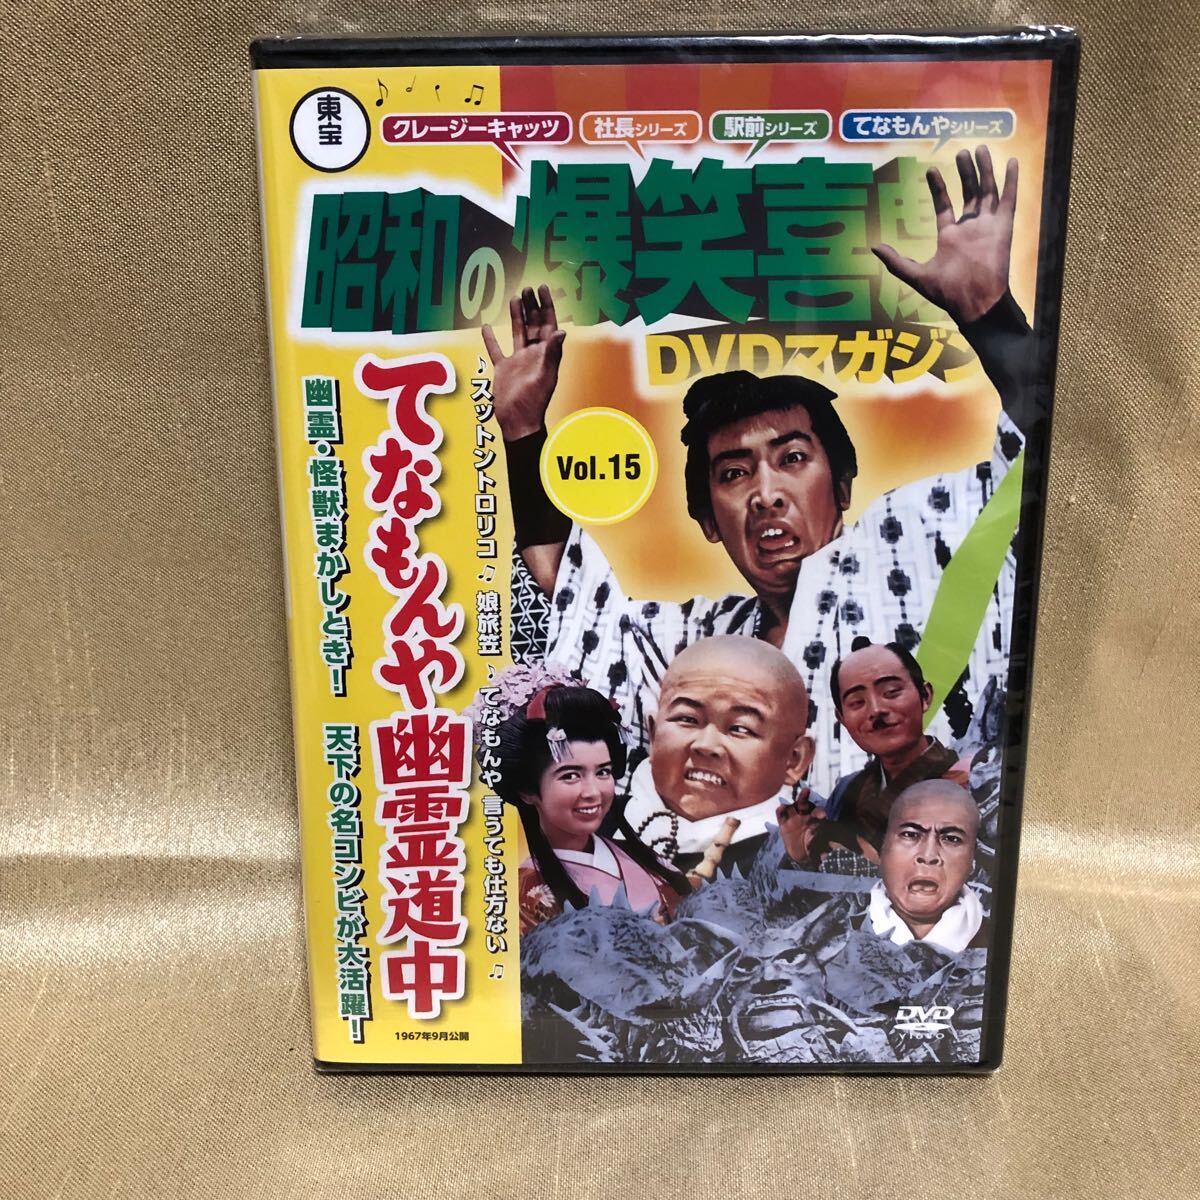 東宝
クレージーキャッツ
社長シリーズ
駅前シリーズ
てなもんやシリーズ
昭和の爆笑喜劇
DVDマガジン
Vol.15
♪スットントロリコ♫ 娘旅笠 ♪てなもんや 言うても仕方ない ♫
てなもんや幽霊道中
幽霊・怪獣まかしとき!
天下の名コンビが大活躍!
1967年9月公開
DVD
VIDEO